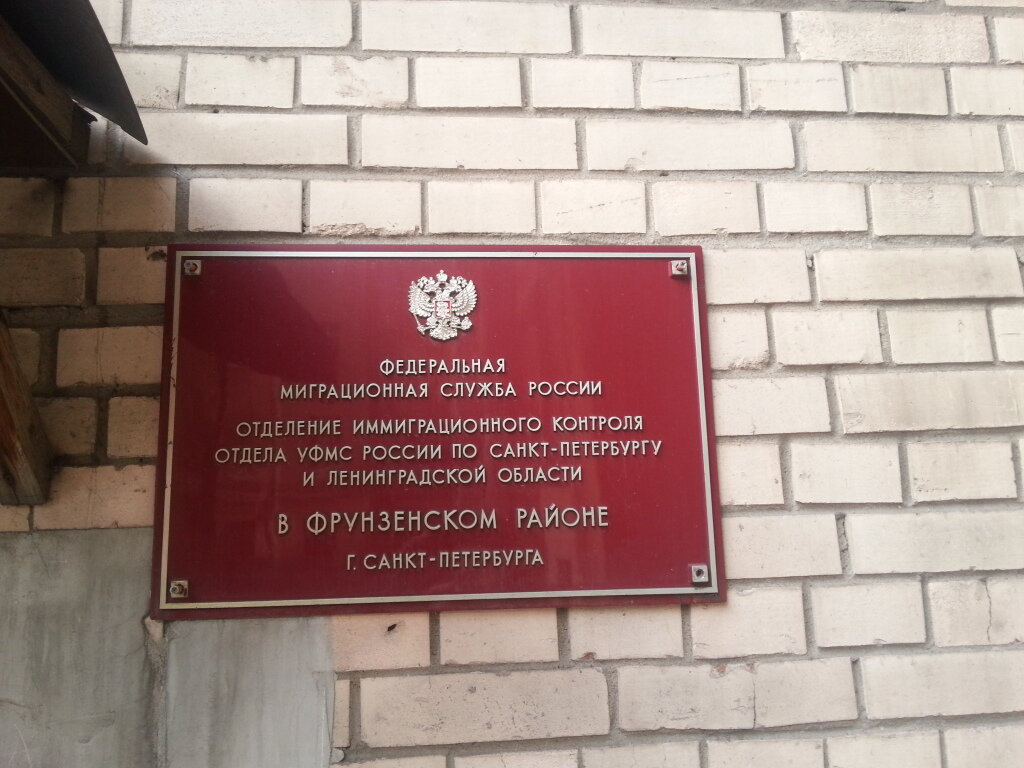 ФЕДЕРАЛЬНАЯ
МИГРАЦИОННАЯ СЛУЖБА РОССИИ
ОТДЕЛЕНИЕ ИММИГРАЦИОННОГО КОНТРОЛЯ
ОТДЕЛА УФМС РОССИИ ПО САНКТ-ПЕТЕРБУРГУ
И ЛЕНИНГРАДСКОЙ ОБЛАСТИ
В ФРУНЗЕНСКОМ РАЙОНЕ
Г. САНКТ-ПЕТЕРБУРГА